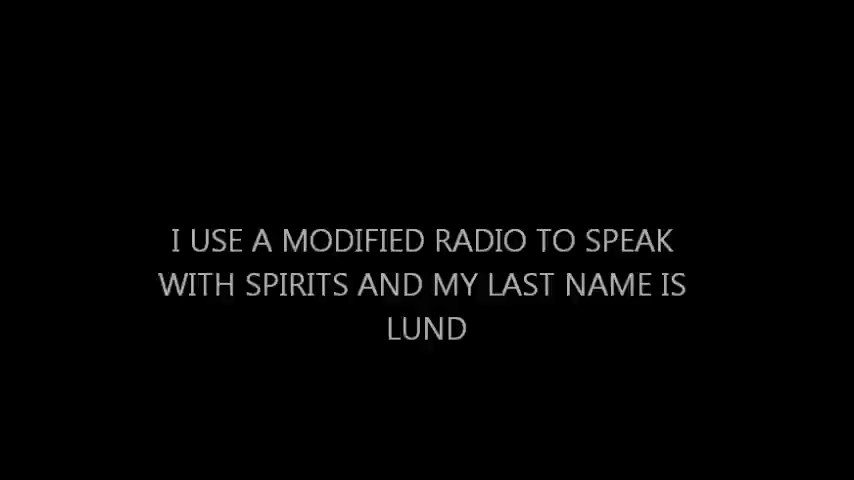 I USE A MODIFIED RADIO TO SPEAK
WITH SPIRITS AND MY LAST NAME IS
LUND